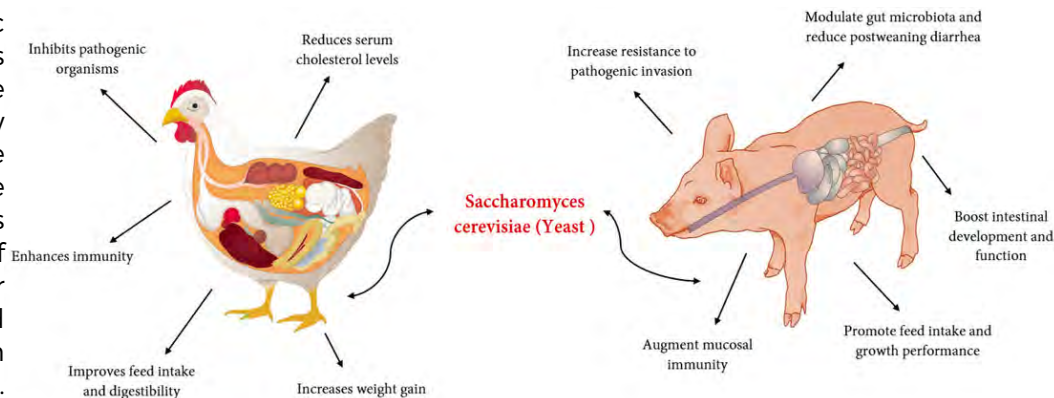 c
s
e
y
e
e
s
f
r
l
n
.
Inhibits pathogenic
organisms
Reduces serum
cholesterol levels
Enhances immunity
Improves feed intake
and digestibility
Increases weight gain
Saccharomyces
cerevisiae (Yeast )
Increase resistance to
pathogenic invasion
Modulate gut microbiota and
reduce postweaning diarrhea
Boost intestinal
development and
function
Augment mucosal
immunity
Promote feed intake and
growth performance